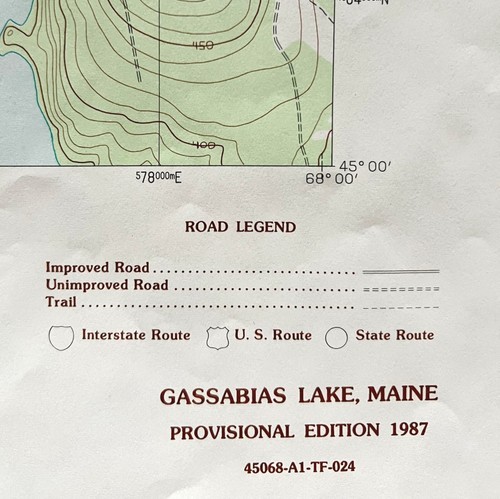 450
400
45°00'
578000mE
68°00'
ROAD LEGEND
Improved Road
Unimproved Road
Trail
Interstate Route U. S. Route State Route
GASSABIAS LAKE, MAINE
PROVISIONAL EDITION 1987
45068-A1-TF-024